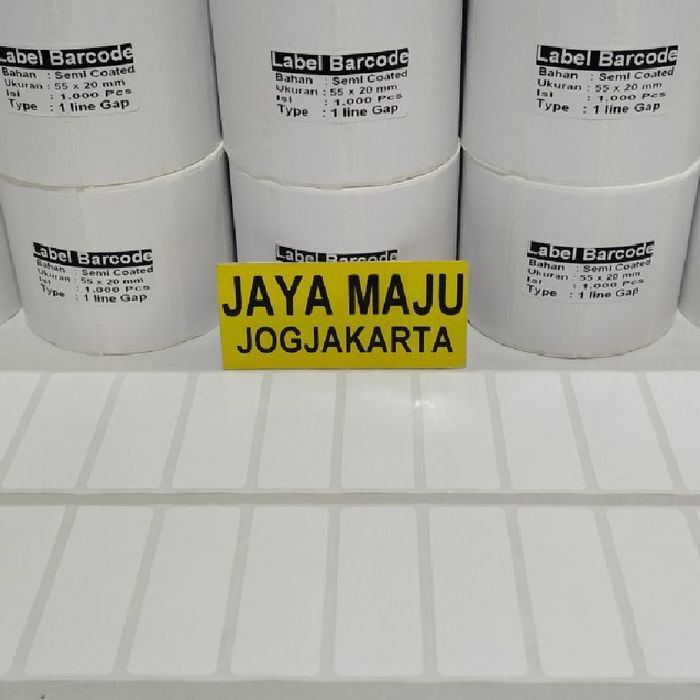 Label Barcode
Bahan : Semi Coated
Ukuran : 55 x 20 mm
Isi : 1.000 Pcs
Type : 1 line Gap
Label Barcode
Bahan : Semi Coated
Ukuran : 55 x 20 mm
Isi : 1.000 Pcs
Type : 1 line Gap
Label Barcode
Bahan : Semi Coated
Ukuran : 55 x 20 mm
Isi : 1.000 Pcs
Type : 1 line Gap
Label Barcode
Bahan : Semi Coated
Ukuran : 55 x 20 mm
Isi : 1.000 Pcs
Type : 1 line Gap
Label Barcode
Label Barcode
Bahan : Semi Coated
Ukuran : 55 x 20 mm
Isi : 1.000 Pcs
Type : 1 line Gap
JAYA MAJU
JOGJAKARTA